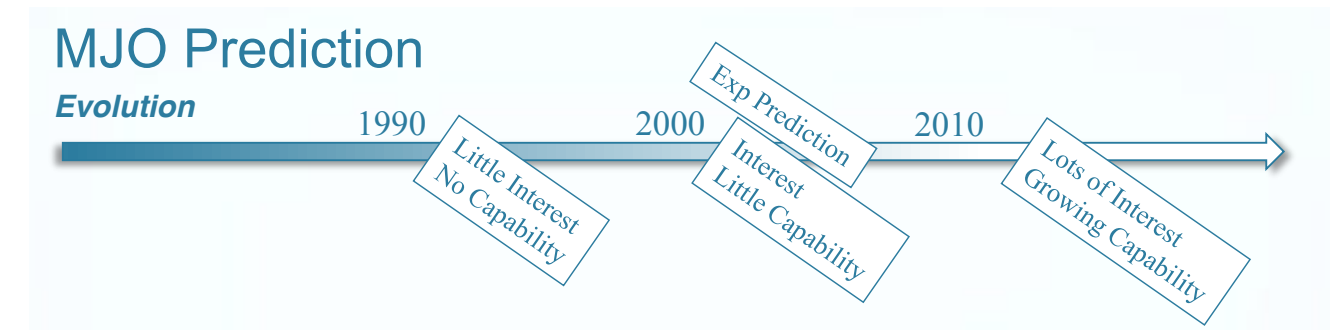 MJO Prediction
Evolution
1990
2000
2010
Little Interest
No Capability
Exp Prediction
Interest
Little Capability
Lots of Interest
Growing Capability